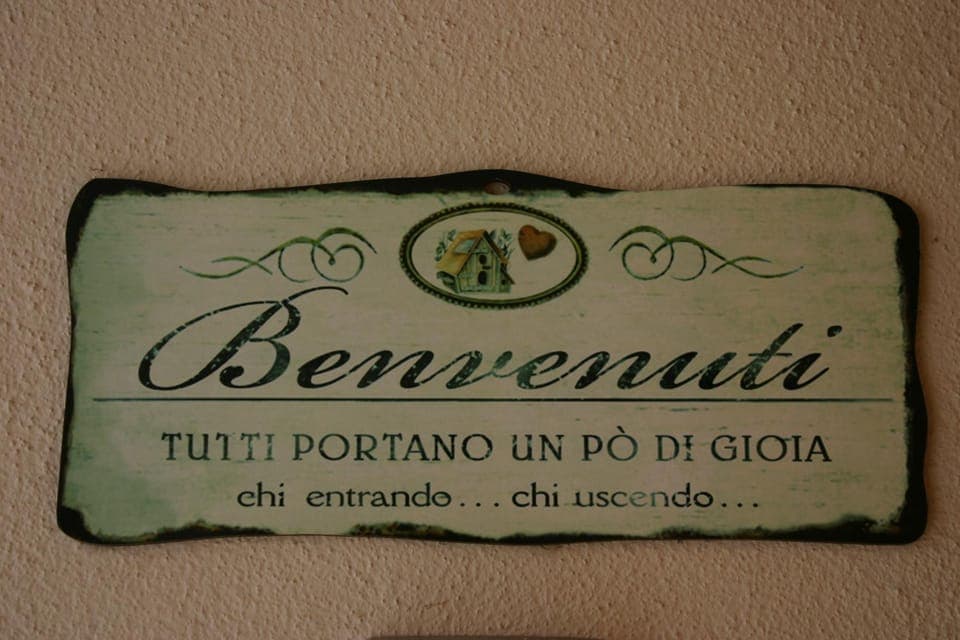 Benvenuti
TUTTI PORTANO UN PÒ DI GIOIA
chi entrando... chi uscendo...